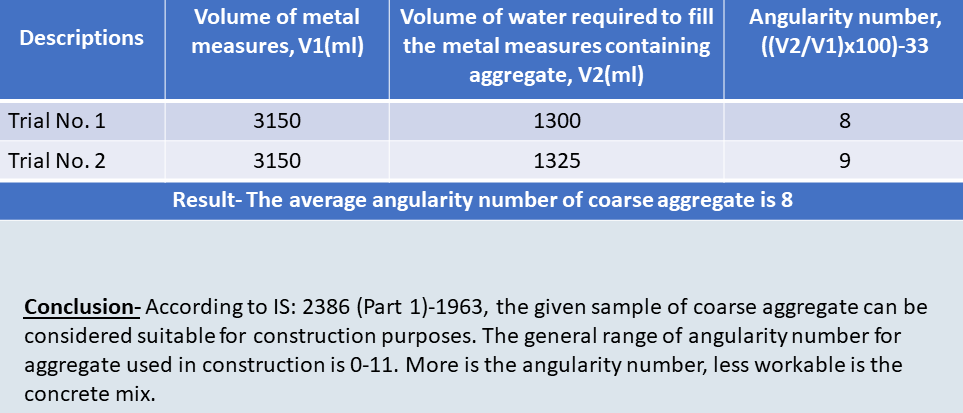 Descriptions
Volume of metal
measures, V1(ml)
Volume of water required to fill
the metal measures containing
aggregate, V2(ml)
Angularity number,
((V2/V1)x100)-33
Trial No. 1 3150 1300 8
Trial No. 2 3150 1325 9
Result- The average angularity number of coarse aggregate is 8
Conclusion- According to IS: 2386 (Part 1)-1963, the given sample of coarse aggregate can be
considered suitable for construction purposes. The general range of angularity number for
aggregate used in construction is 0-11. More is the angularity number, less workable is the
concrete mix.